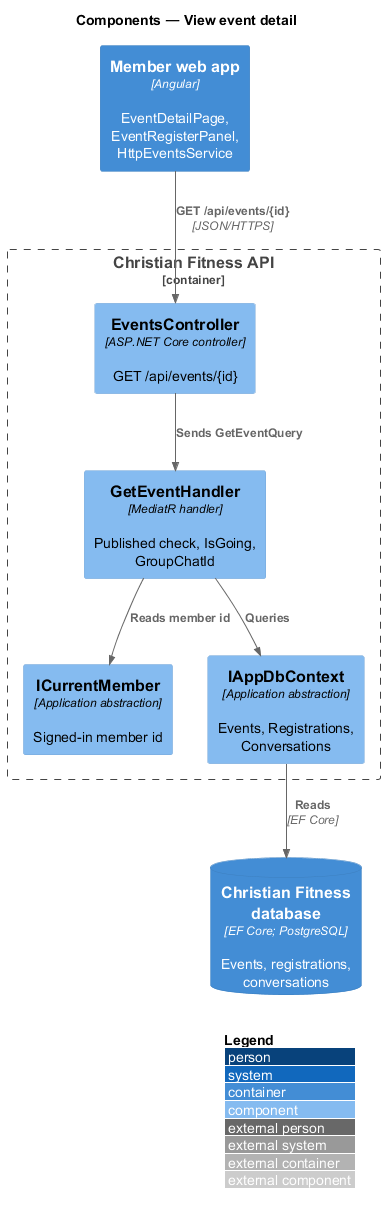 Components — View event detail
Member web app
[Angular]
EventDetailPage,
EventRegisterPanel,
HttpEventsService
GET /api/events/{id}
[JSON/HTTPS]
Christian Fitness API
[container]
EventsController
[ASP.NET Core controller]
GET /api/events/{id}
Sends GetEventQuery
GetEventHandler
[MediatR handler]
Published check, IsGoing,
GroupChatId
Reads member id
Queries
ICurrentMember
[Application abstraction]
Signed-in member id
IAppDbContext
[Application abstraction]
Events, Registrations,
Conversations
Reads
[EF Core]
Christian Fitness
database
[EF Core; PostgreSQL]
Events, registrations,
conversations
Legend
person
system
container
component
external person
external system
external container
external component